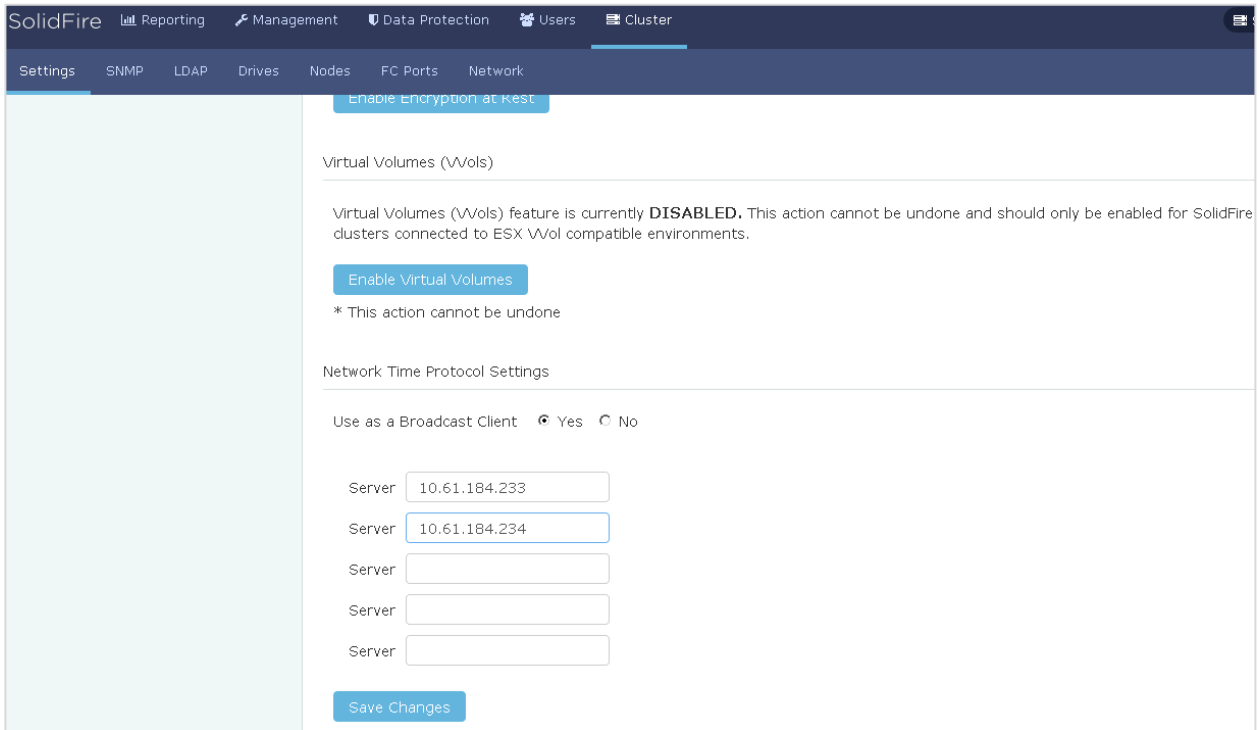 SolidFire Reporting Management Data Protection Users Cluster
Settings SNMP LDAP Drives Nodes FC Ports Network
Enable Encryption at Rest
Virtual Volumes (VVols)
Virtual Volumes (VVols) feature is currently DISABLED. This action cannot be undone and should only be enabled for SolidFire
clusters connected to ESX VVol compatible environments.
Enable Virtual Volumes
* This action cannot be undone
Network Time Protocol Settings
Use as a Broadcast Client Yes No
Server 10.61.184.233
Server 10.61.184.234
Server
Server
Server
Save Changes